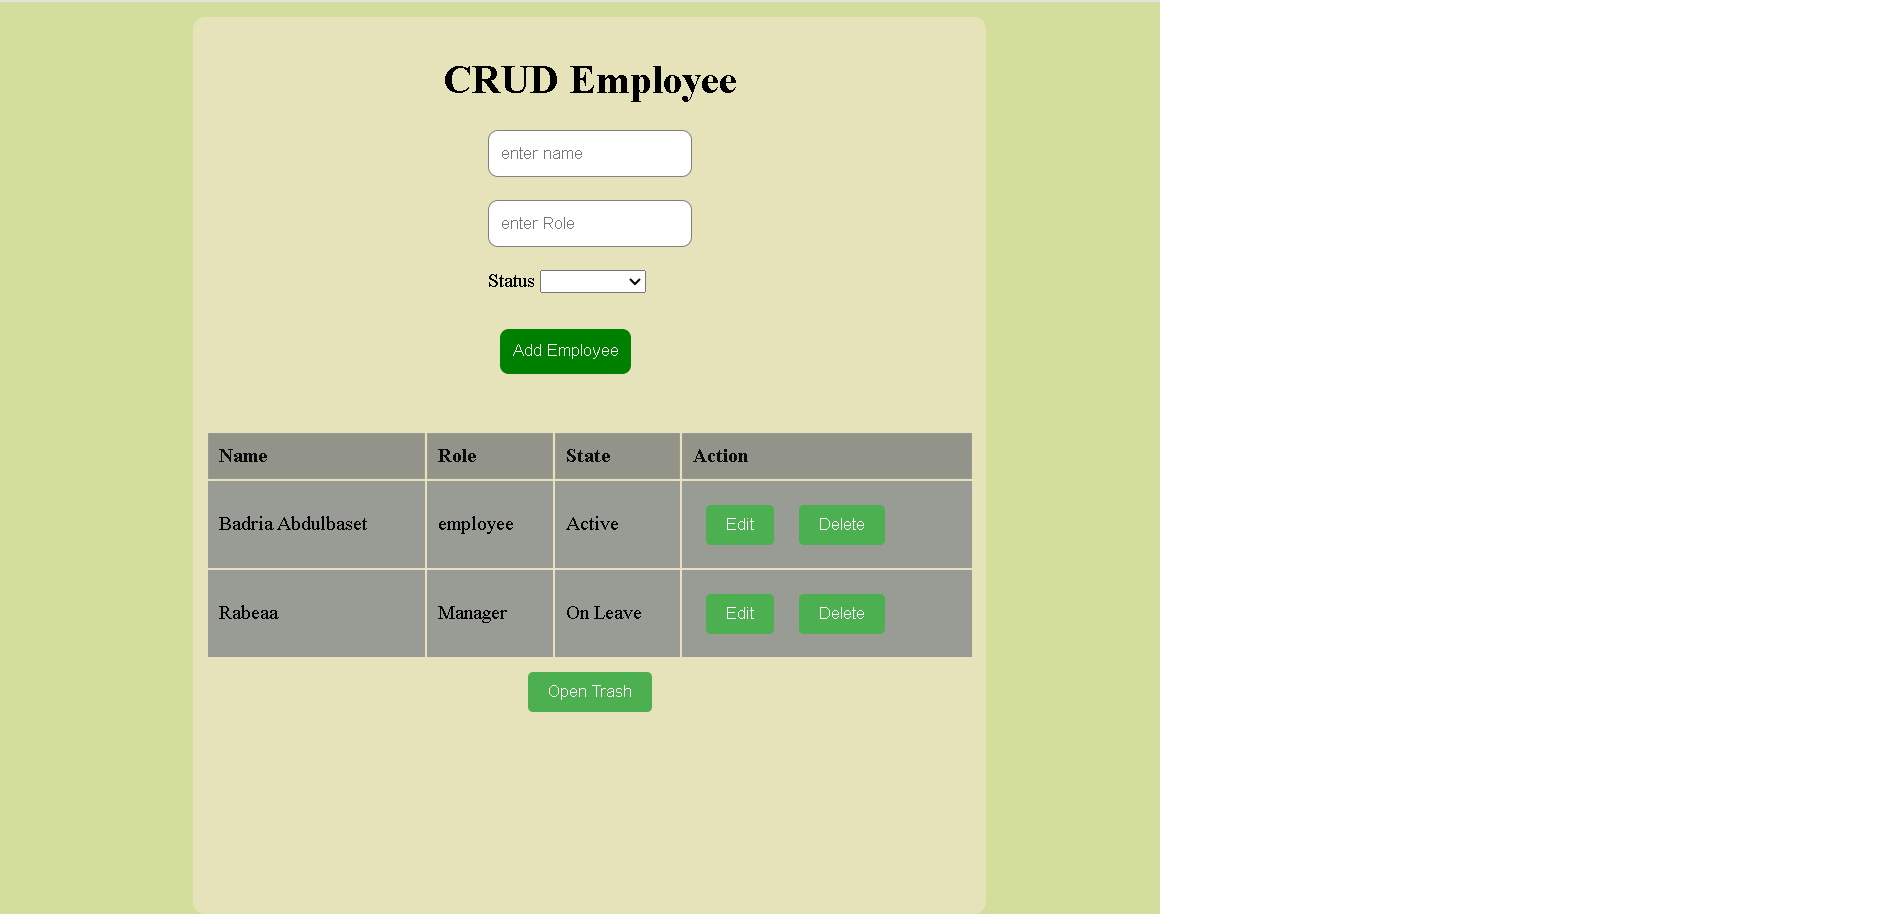 CRUD Employee
enter name
enter Role
Status
Add Employee
Name Role State Action
Badria Abdulbaset employee Active Edit Delete
Rabeaa Manager On Leave Edit Delete
Open Trash